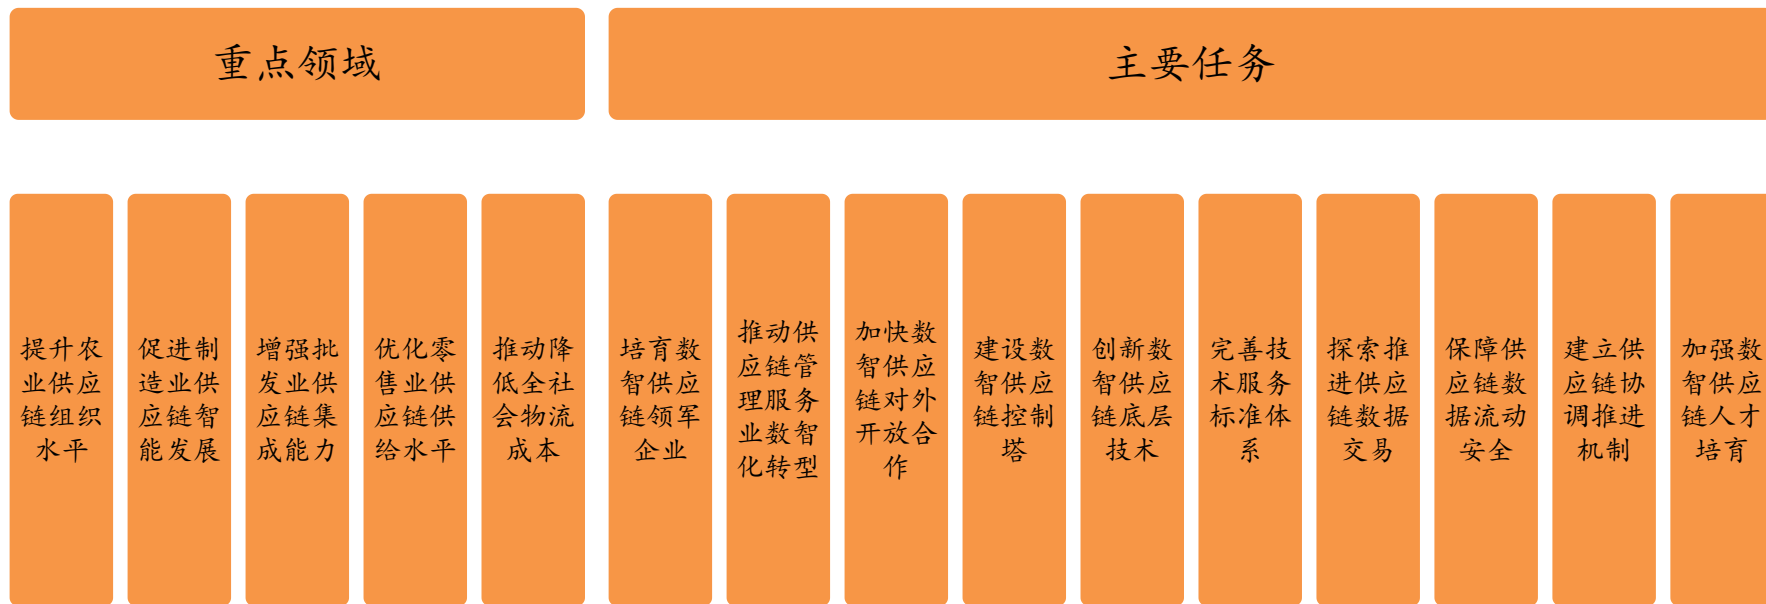 重点领域
主要任务
提升农
业供应
链组织
水平
促进制
造业供
应链智
能发展
增强批
发业供
应链集
成能力
优化零
售业供
应链供
给水平
推动降
低全社
会物流
成本
培育数
智供应
链领军
企业
推动供
应链管
理服务
业数智
化转型
加快数
智供应
链对外
开放合
作
建设数
智供应
链控制
塔
创新数
智供应
链底层
技术
完善技
术服务
标准体
系
探索推
进供应
链数据
交易
保障供
应链数
据流动
安全
建立供
应链协
调推进
机制
加强数
智供应
链人才
培育